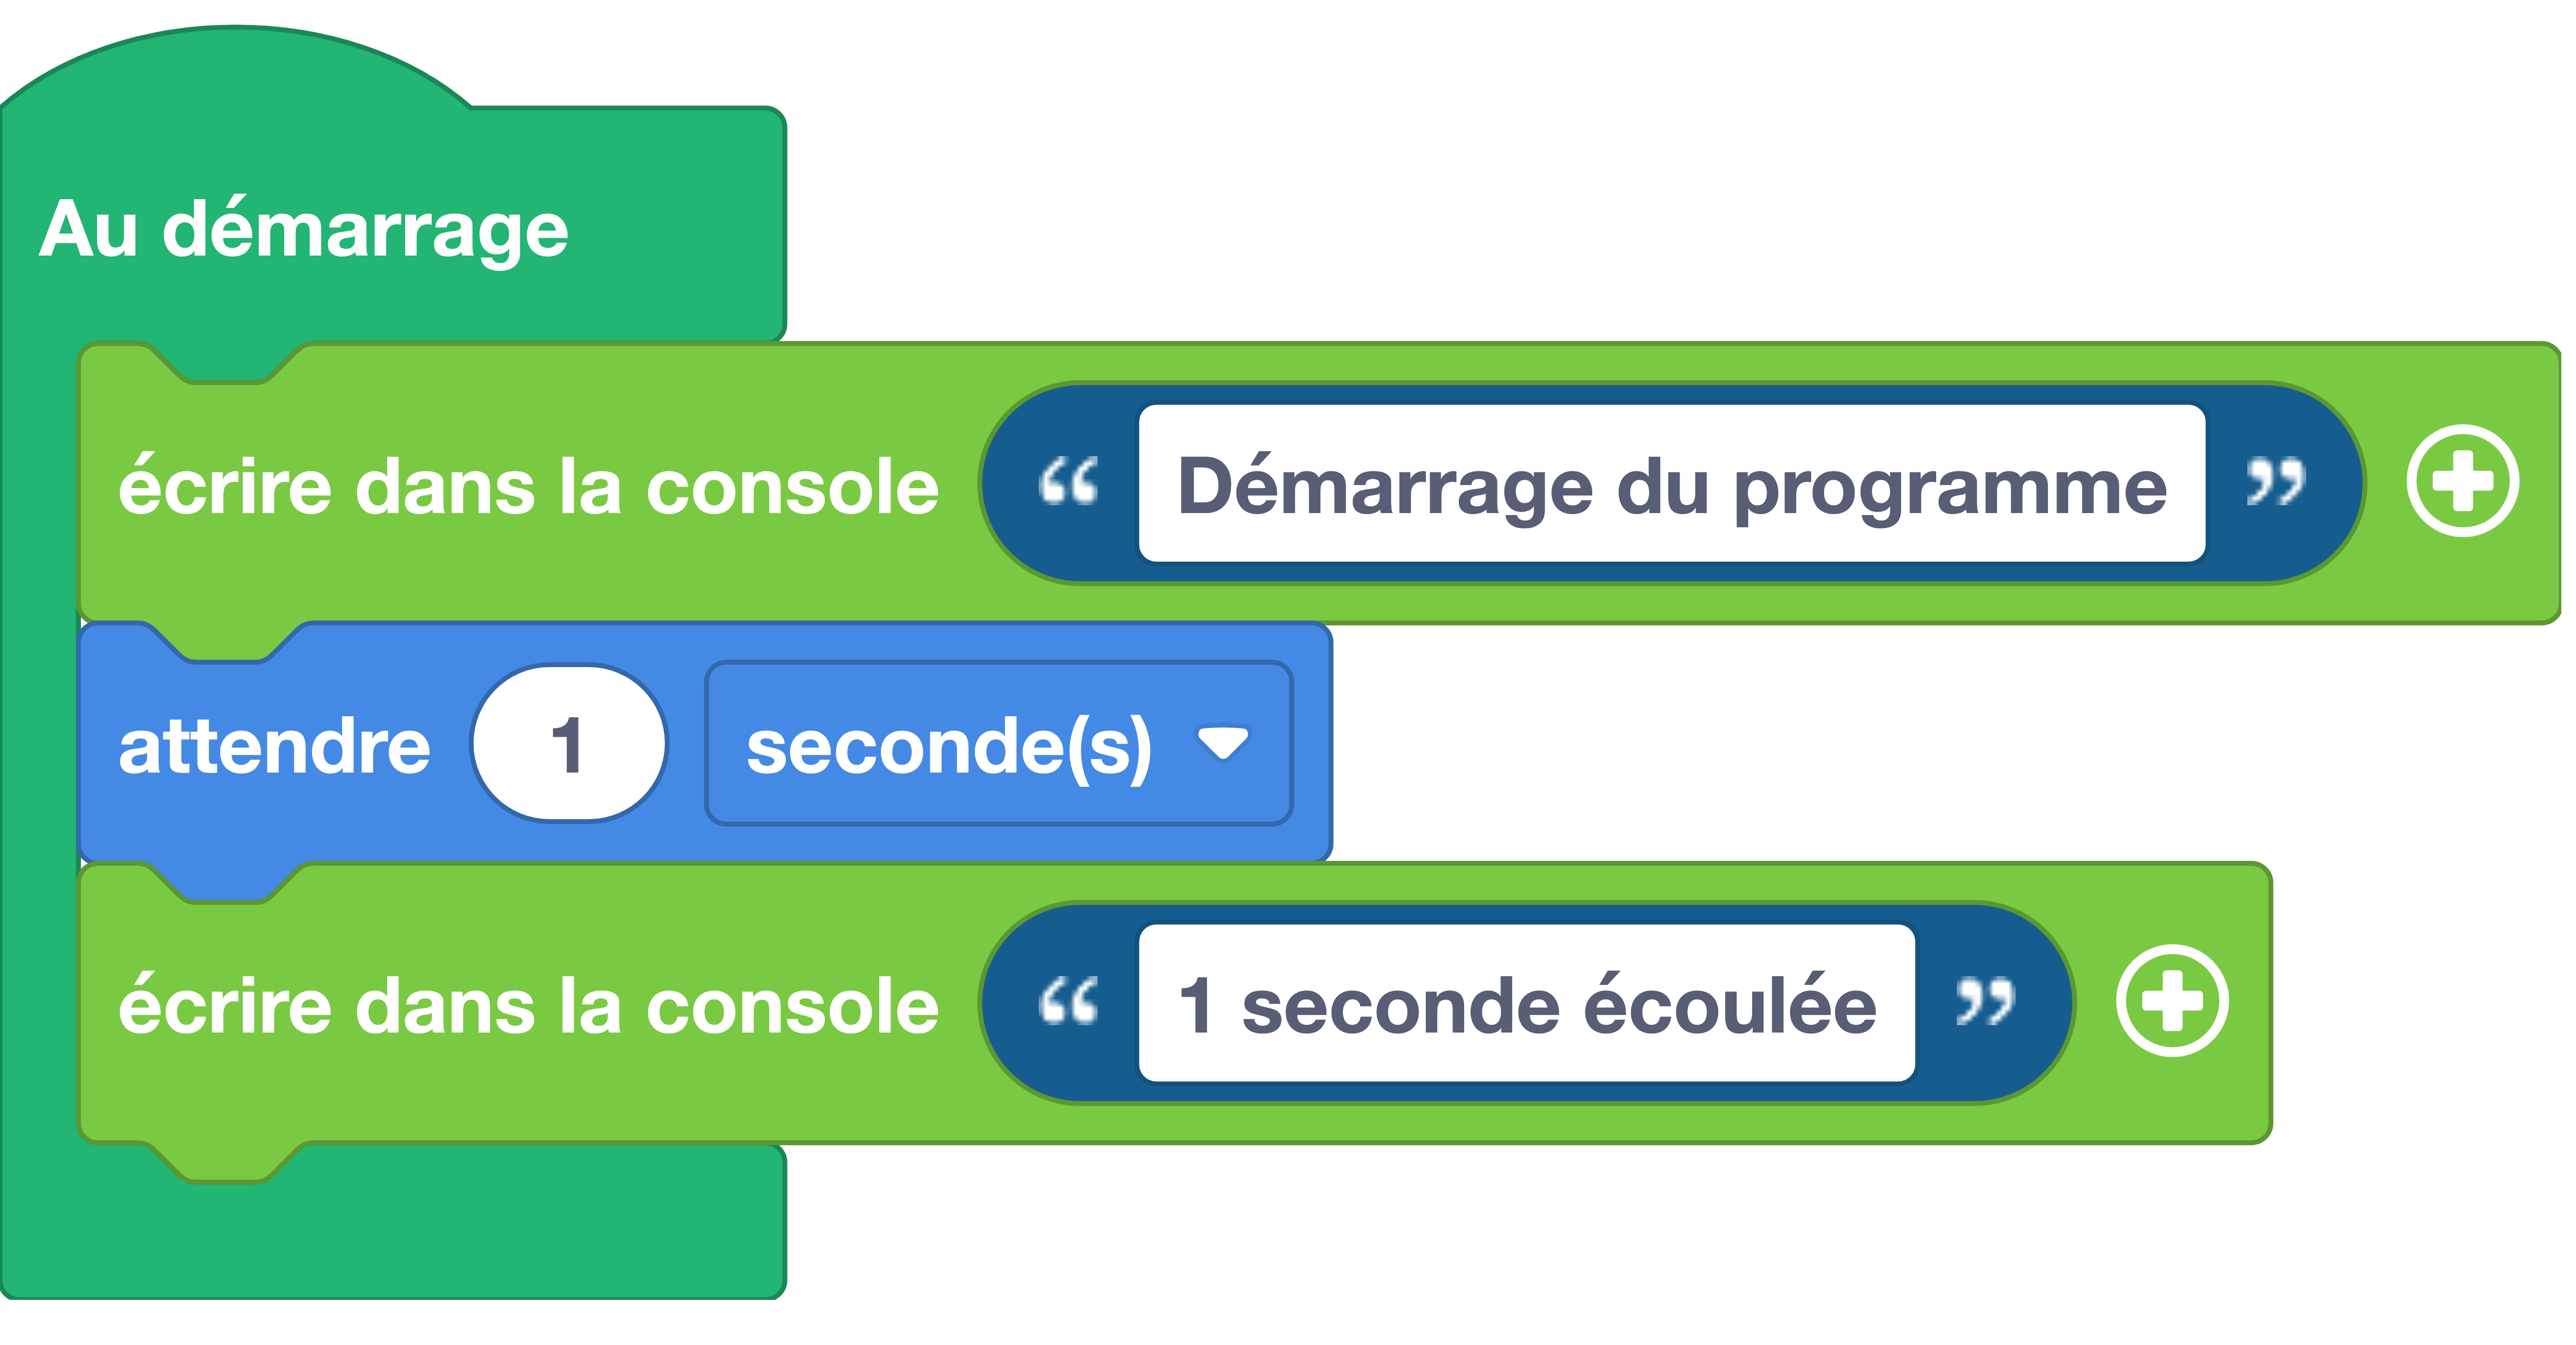 Au démarrage
écrire dans la console “ Démarrage du programme ”
attendre 1 seconde(s)
écrire dans la console “ 1 seconde écoulée ”